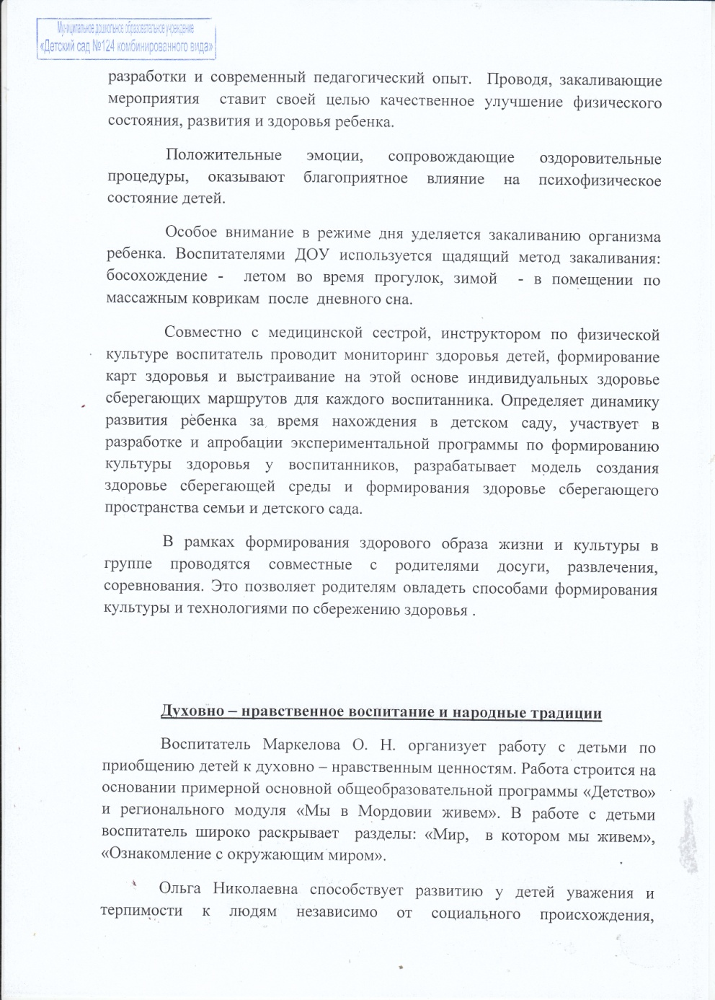 Муниципальное дошкольное образовательное учреждение
«Детский сад №124 комбинированного вида»
разработки и современный педагогический опыт. Проводя, закаливающие
мероприятия ставит своей целью качественное улучшение физического
состояния, развития и здоровья ребенка.
Положительные эмоции, сопровождающие оздоровительные
процедуры, оказывают благоприятное влияние на психофизическое
состояние детей.
Особое внимание в режиме дня уделяется закаливанию организма
ребенка. Воспитателями ДОУ используется щадящий метод закаливания:
босохождение - летом во время прогулок, зимой - в помещении по
массажным коврикам после дневного сна.
Совместно с медицинской сестрой, инструктором по физической
культуре воспитатель проводит мониторинг здоровья детей, формирование
карт здоровья и выстраивание на этой основе индивидуальных здоровье
сберегающих маршрутов для каждого воспитанника. Определяет динамику
развития ребенка за время нахождения в детском саду, участвует в
разработке и апробации экспериментальной программы по формированию
культуры здоровья у воспитанников, разрабатывает модель создания
здоровье сберегающей среды и формирования здоровье сберегающего
пространства семьи и детского сада.
В рамках формирования здорового образа жизни и культуры в
группе проводятся совместные с родителями досуги, развлечения,
соревнования. Это позволяет родителям овладеть способами формирования
культуры и технологиями по сбережению здоровья .
Духовно – нравственное воспитание и народные традиции
Воспитатель Маркелова О. Н. организует работу с детьми по
приобщению детей к духовно – нравственным ценностям. Работа строится на
основании примерной основной общеобразовательной программы «Детство»
и регионального модуля «Мы в Мордовии живем». В работе с детьми
воспитатель широко раскрывает разделы: «Мир, в котором мы живем»,
«Ознакомление с окружающим миром».
Ольга Николаевна способствует развитию у детей уважения и
терпимости к людям независимо от социального происхождения,